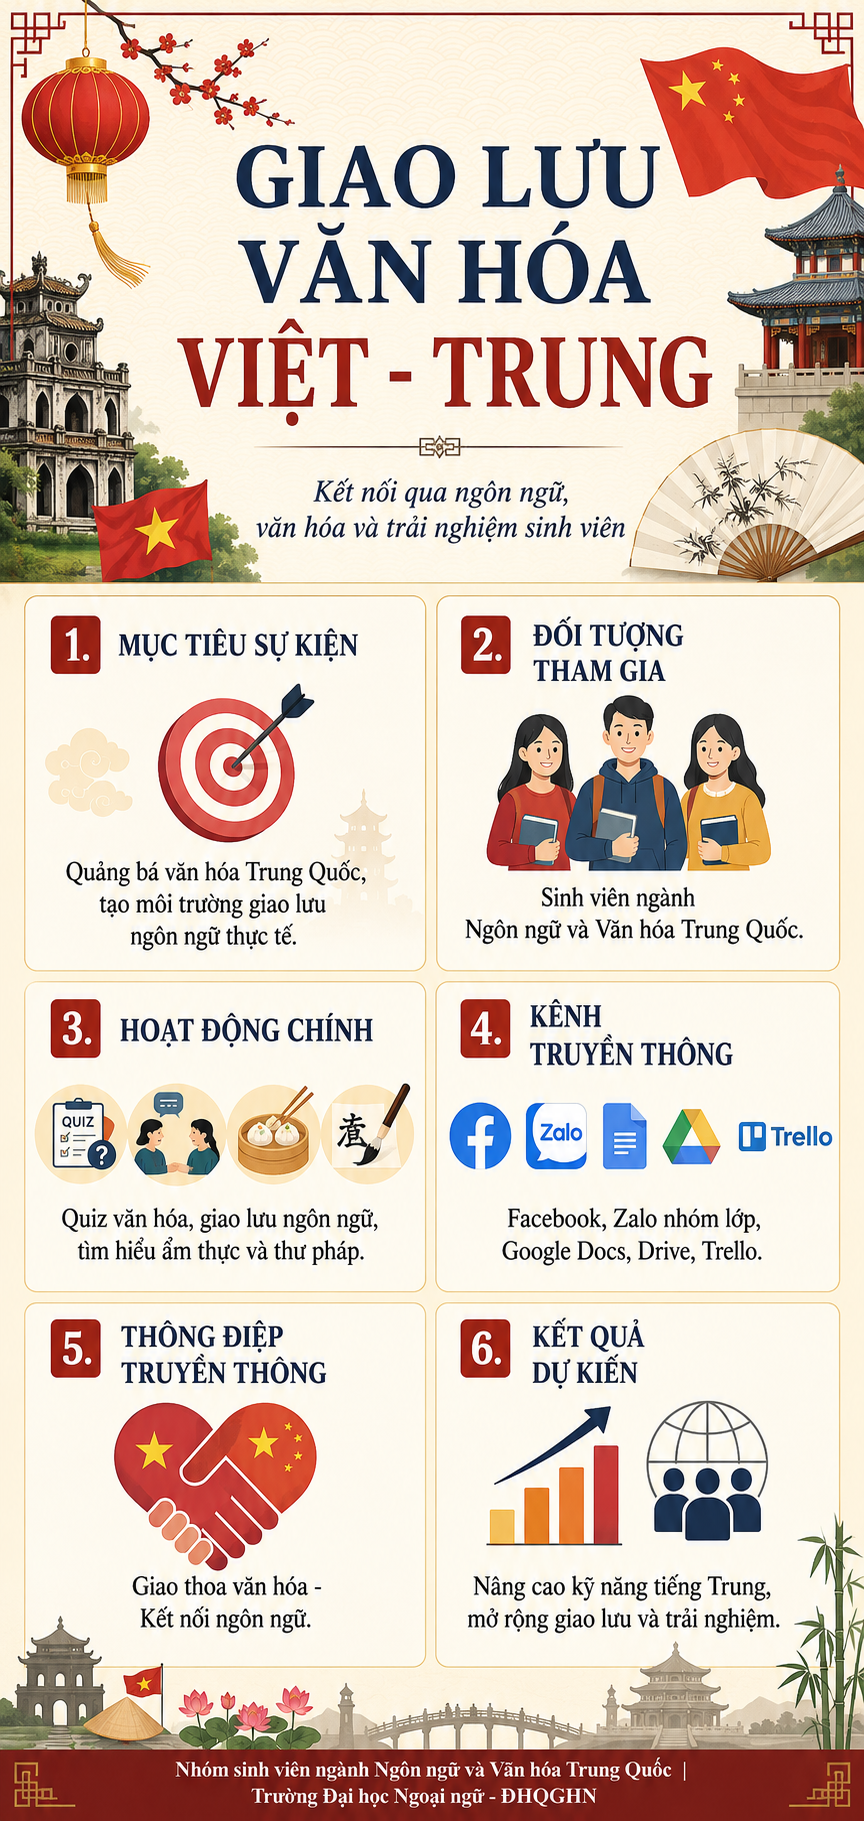 GIAO LƯU
VĂN HÓA
VIỆT - TRUNG
Kết nối qua ngôn ngữ,
văn hóa và trải nghiệm sinh viên
1. MỤC TIÊU SỰ KIỆN
Quảng bá văn hóa Trung Quốc,
tạo môi trường giao lưu
ngôn ngữ thực tế.
2. ĐỐI TƯỢNG
THAM GIA
Sinh viên ngành
Ngôn ngữ và Văn hóa Trung Quốc.
3. HOẠT ĐỘNG CHÍNH
QUIZ
?
Quiz văn hóa, giao lưu ngôn ngữ,
tìm hiểu ẩm thực và thư pháp.
4. KÊNH
TRUYỀN THÔNG
f
Zalo
Trello
Facebook, Zalo nhóm lớp,
Google Docs, Drive, Trello.
5. THÔNG ĐIỆP
TRUYỀN THÔNG
Giao thoa văn hóa -
Kết nối ngôn ngữ.
6. KẾT QUẢ
DỰ KIẾN
Nâng cao kỹ năng tiếng Trung,
mở rộng giao lưu và trải nghiệm.
Nhóm sinh viên ngành Ngôn ngữ và Văn hóa Trung Quốc |
Trường Đại học Ngoại ngữ - ĐHQGHN